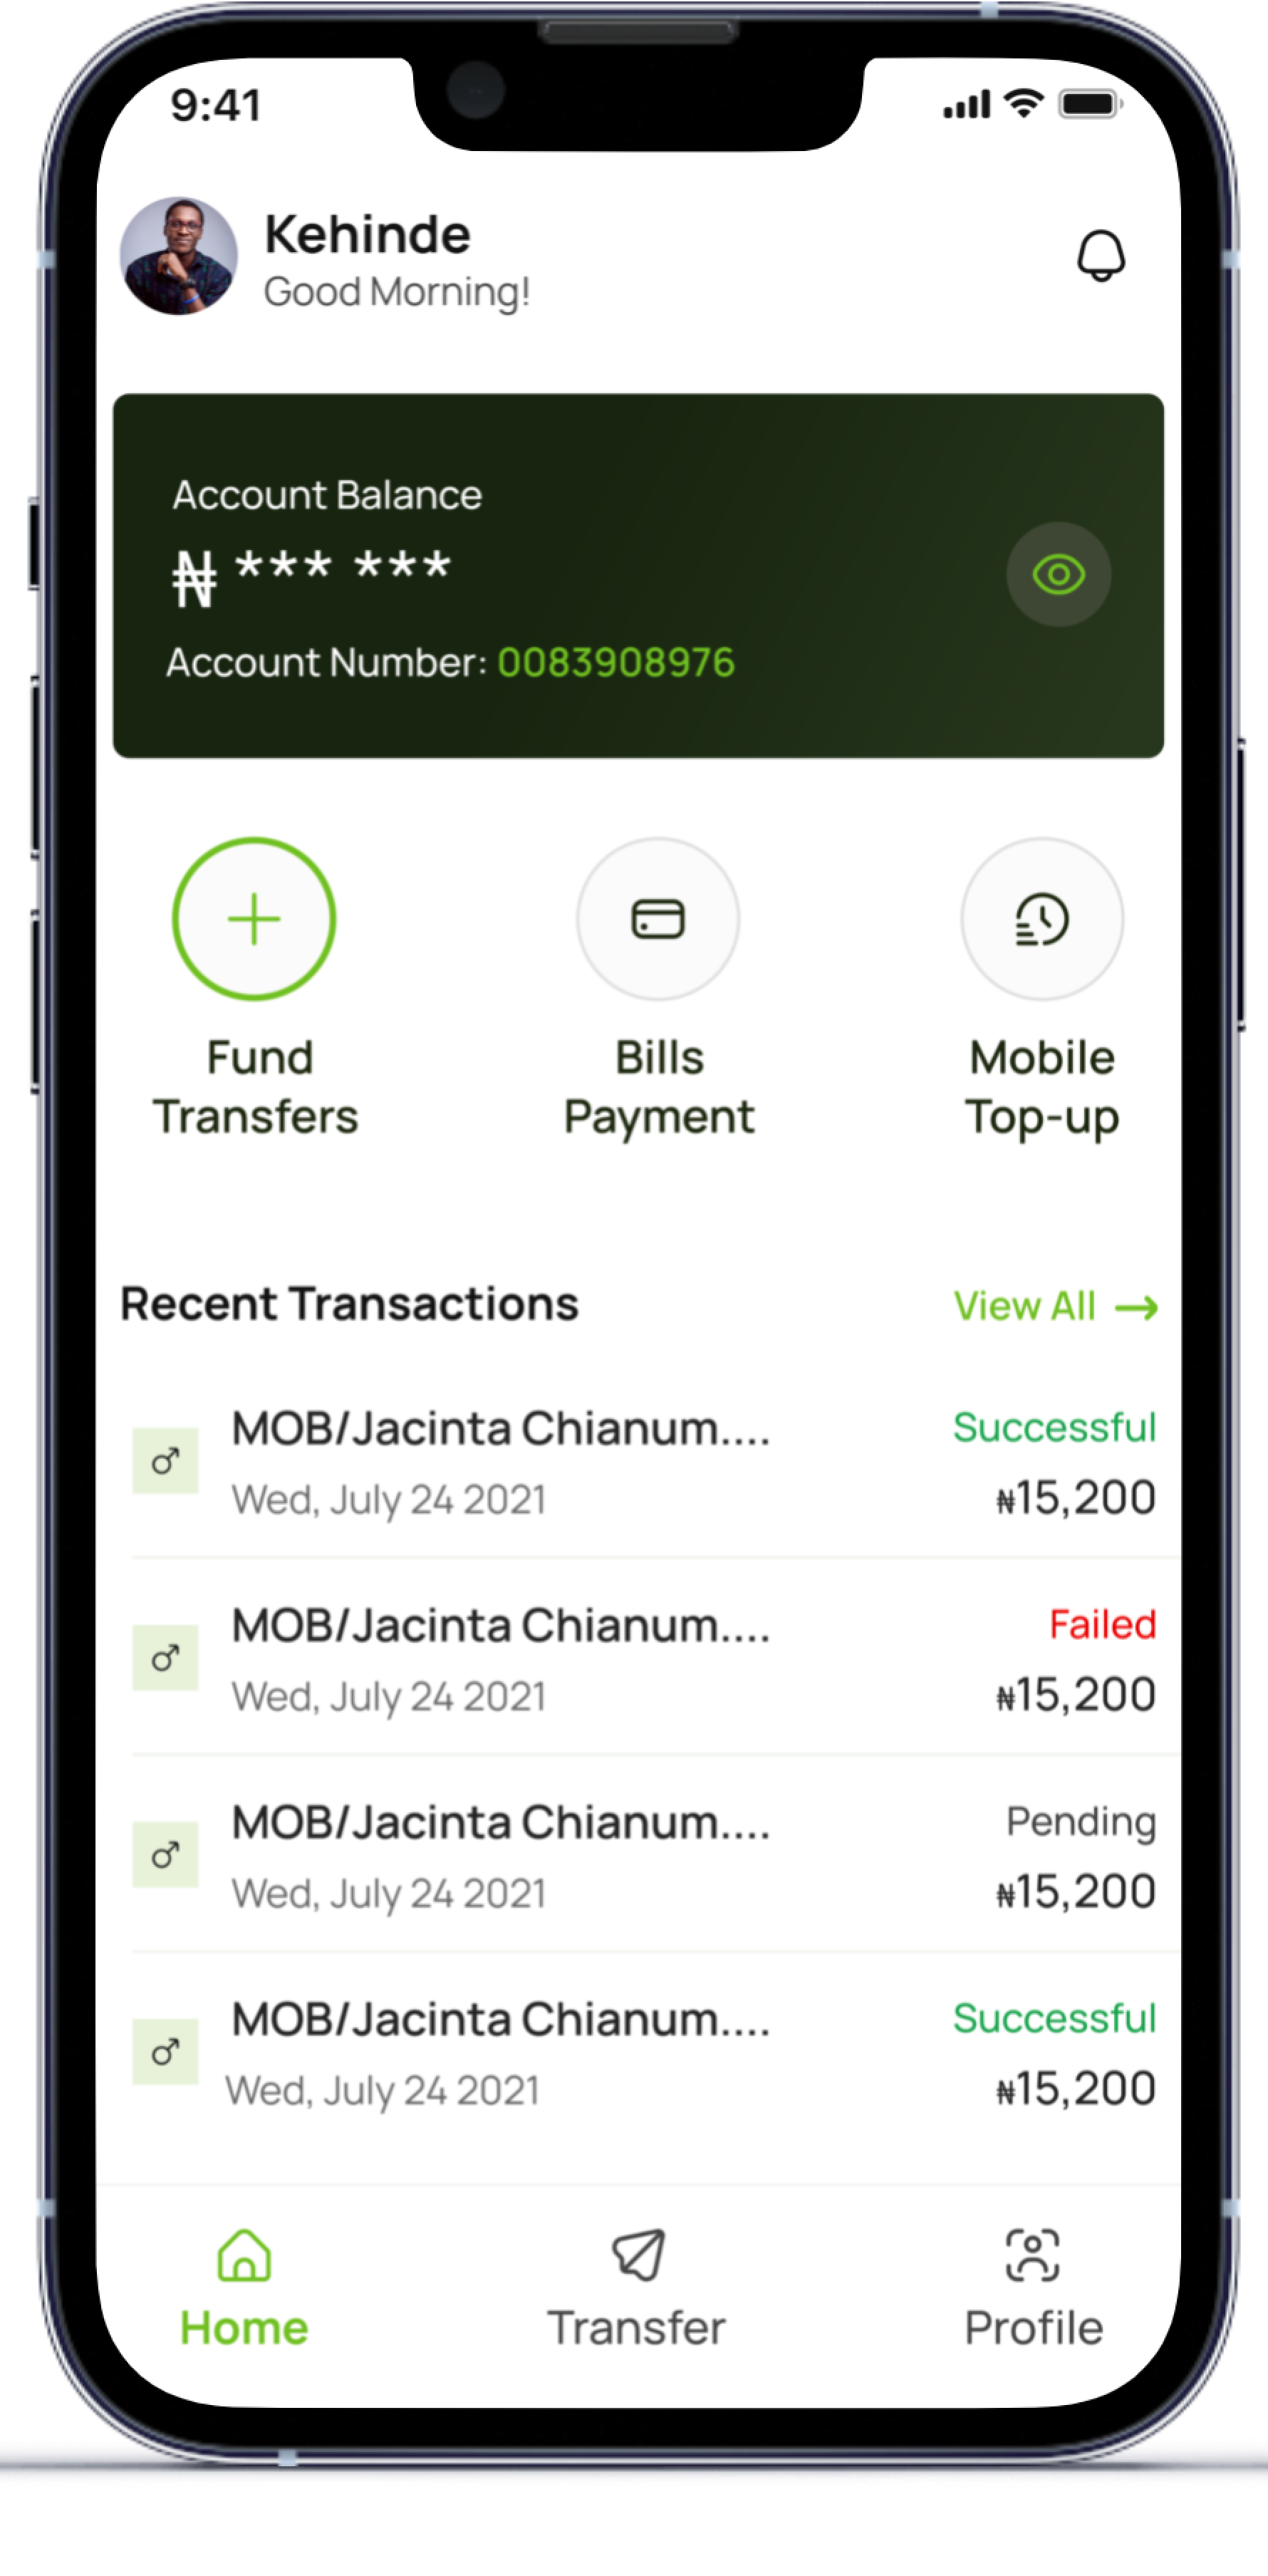 9:41
Kehinde
Good Morning!
Account Balance
₦ *** ***
Account Number: 0083908976
Fund
Transfers
Bills
Payment
Mobile
Top-up
Recent Transactions
View All →
MOB/Jacinta Chianum....
Successful
Wed, July 24 2021
₦15,200
MOB/Jacinta Chianum....
Failed
Wed, July 24 2021
₦15,200
MOB/Jacinta Chianum....
Pending
Wed, July 24 2021
₦15,200
MOB/Jacinta Chianum....
Successful
Wed, July 24 2021
₦15,200
Home
Transfer
Profile